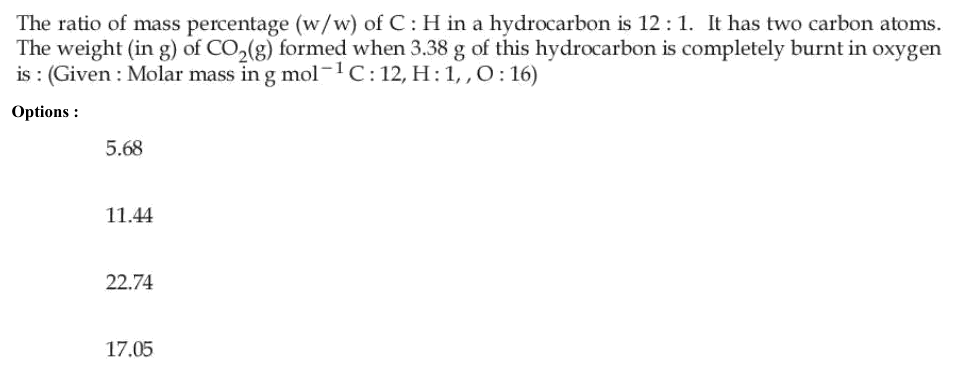 The ratio of mass percentage (w/w) of C : H in a hydrocarbon is 12 : 1. It has two carbon atoms.
The weight (in g) of CO₂(g) formed when 3.38 g of this hydrocarbon is completely burnt in oxygen
is : (Given : Molar mass in g mol⁻¹ C : 12, H : 1, , O : 16)
Options :
5.68
11.44
22.74
17.05